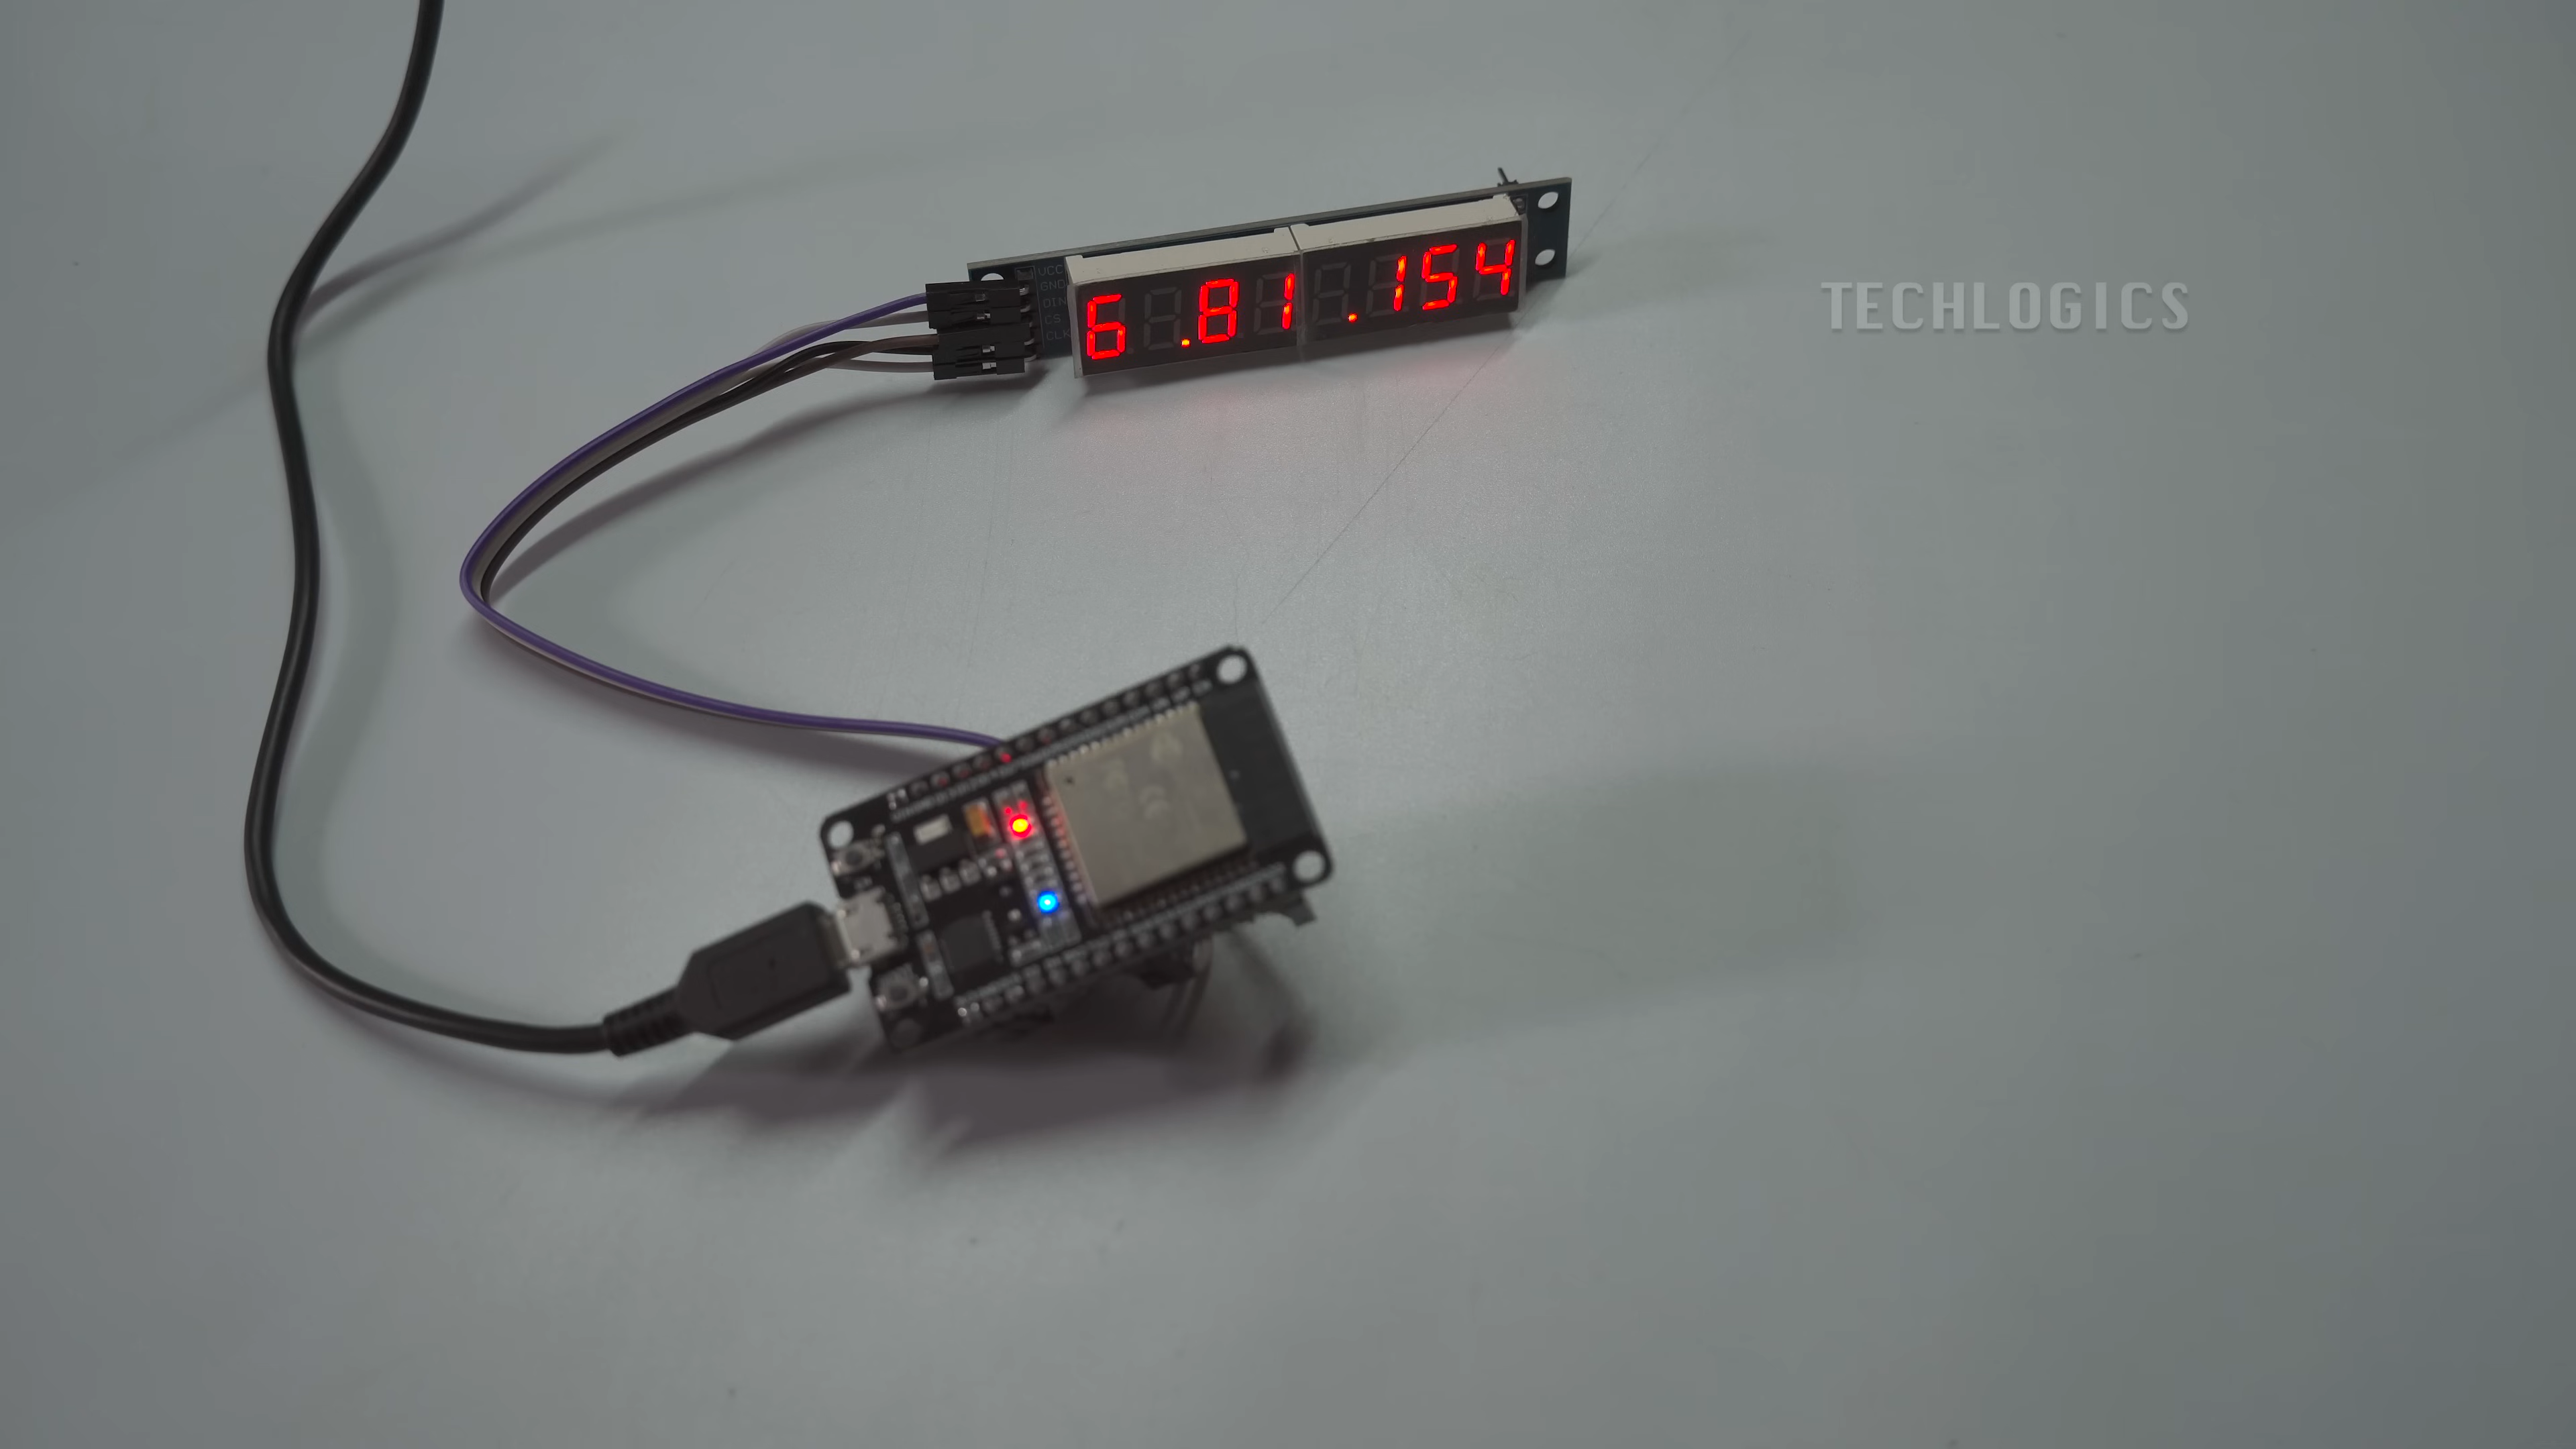 VCC
GND
DIN
CS
CLK
6 .81 .154
TECHLOGICS